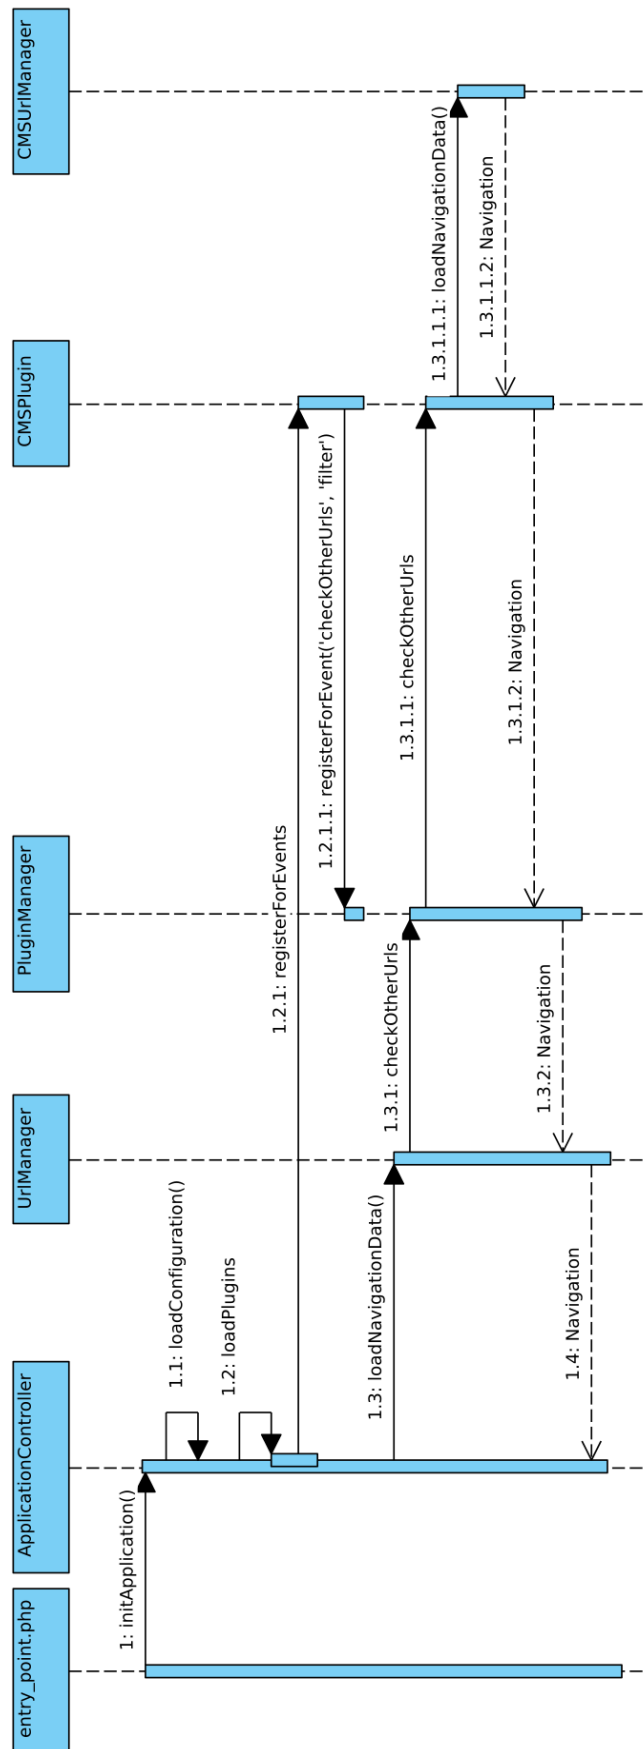 entry_point.php
ApplicationController
UrlManager
PluginManager
CMSPlugin
CMSUrlManager
1: initApplication()
1.1: loadConfiguration()
1.2: loadPlugins
1.2.1: registerForEvents
1.2.1.1: registerForEvent('checkOtherUrls', 'filter')
1.3: loadNavigationData()
1.3.1: checkOtherUrls
1.3.1.1: checkOtherUrls
1.3.1.1.1: loadNavigationData()
1.3.1.1.2: Navigation
1.3.1.2: Navigation
1.3.2: Navigation
1.4: Navigation